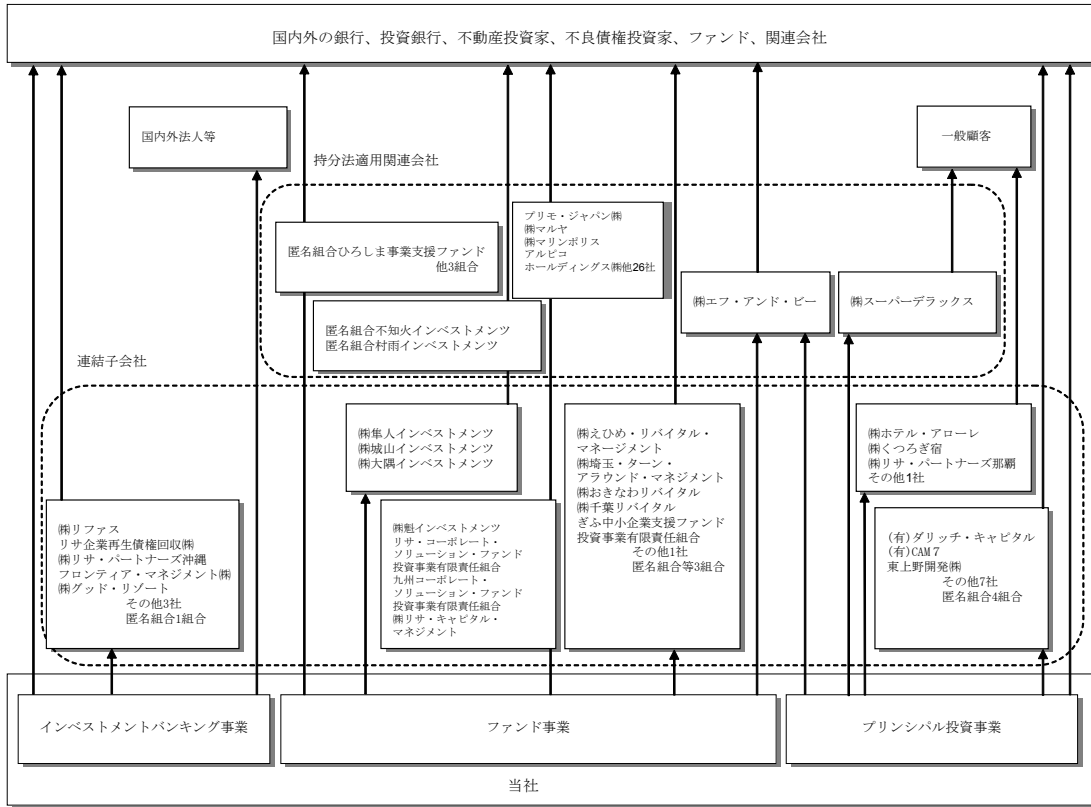 国内外の銀行、投資銀行、不動産投資家、不良債権投資家、ファンド、関連会社
国内外法人等
一般顧客
持分法適用関連会社
匿名組合ひろしま事業支援ファンド
他3組合
プリモ・ジャパン㈱
㈱マルヤ
㈱マリンポリス
アルピコ
ホールディングス㈱他26社
㈱エフ・アンド・ピー
㈱スーパーデラックス
匿名組合不知火インベストメンツ
匿名組合村雨インベストメンツ
連結子会社
㈱リファス
リサ企業再生債権回収㈱
㈱リサ・パートナーズ沖縄
フロンティア・マネジメント㈱
㈱グッド・リゾート
その他3社
匿名組合1組合
㈱隼人インベストメンツ
㈱城山インベストメンツ
㈱大隅インベストメンツ
㈱魁インベストメンツ
リサ・コーポレート・
ソリューション・ファンド
投資事業有限責任組合
九州コーポレート・
ソリューション・ファンド
投資事業有限責任組合
㈱リサ・キャピタル・
マネジメント
㈱えひめ・リバイタル・
マネージメント
㈱埼玉・ターン・
アラウンド・マネジメント
㈱おきなわリバイタル
㈱千葉リバイタル
ぎふ中小企業支援ファンド
投資事業有限責任組合
その他1社
匿名組合等3組合
㈱ホテル・アローレ
㈱くつろぎ宿
㈱リサ・パートナーズ那覇
その他1社
(有)ダリッチ・キャピタル
(有)CAM７
東上野開発㈱
その他7社
匿名組合4組合
インベストメントバンキング事業
ファンド事業
プリンシパル投資事業
当社